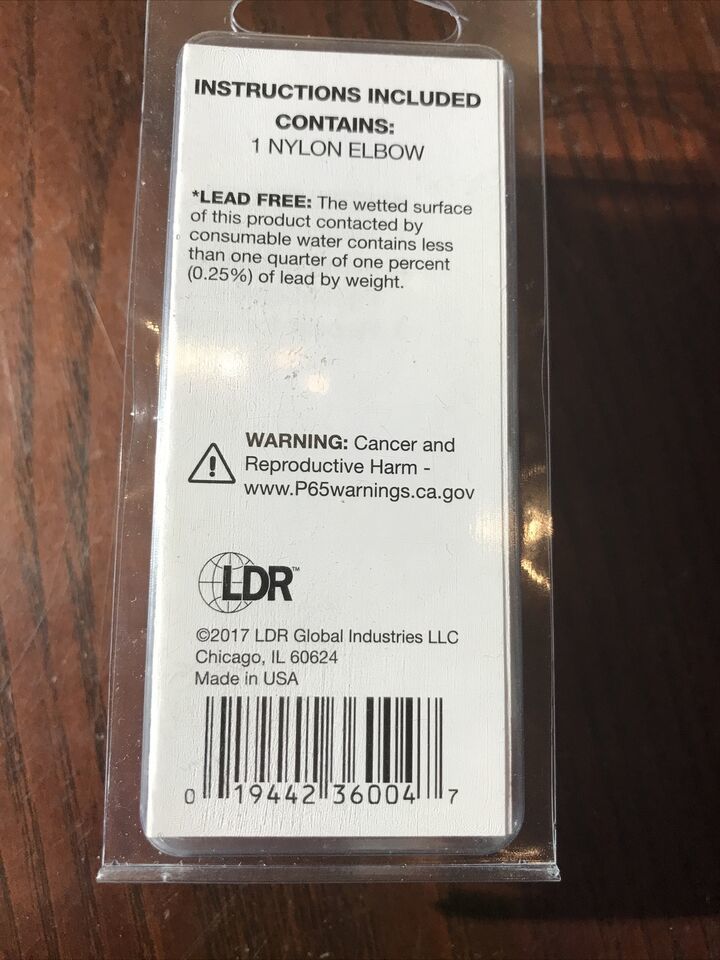 INSTRUCTIONS INCLUDED
CONTAINS:
1 NYLON ELBOW
*LEAD FREE: The wetted surface
of this product contacted by
consumable water contains less
than one quarter of one percent
(0.25%) of lead by weight.
WARNING: Cancer and
Reproductive Harm -
www.P65warnings.ca.gov
LDR™
©2017 LDR Global Industries LLC
Chicago, IL 60624
Made in USA
0 19442 36004 7